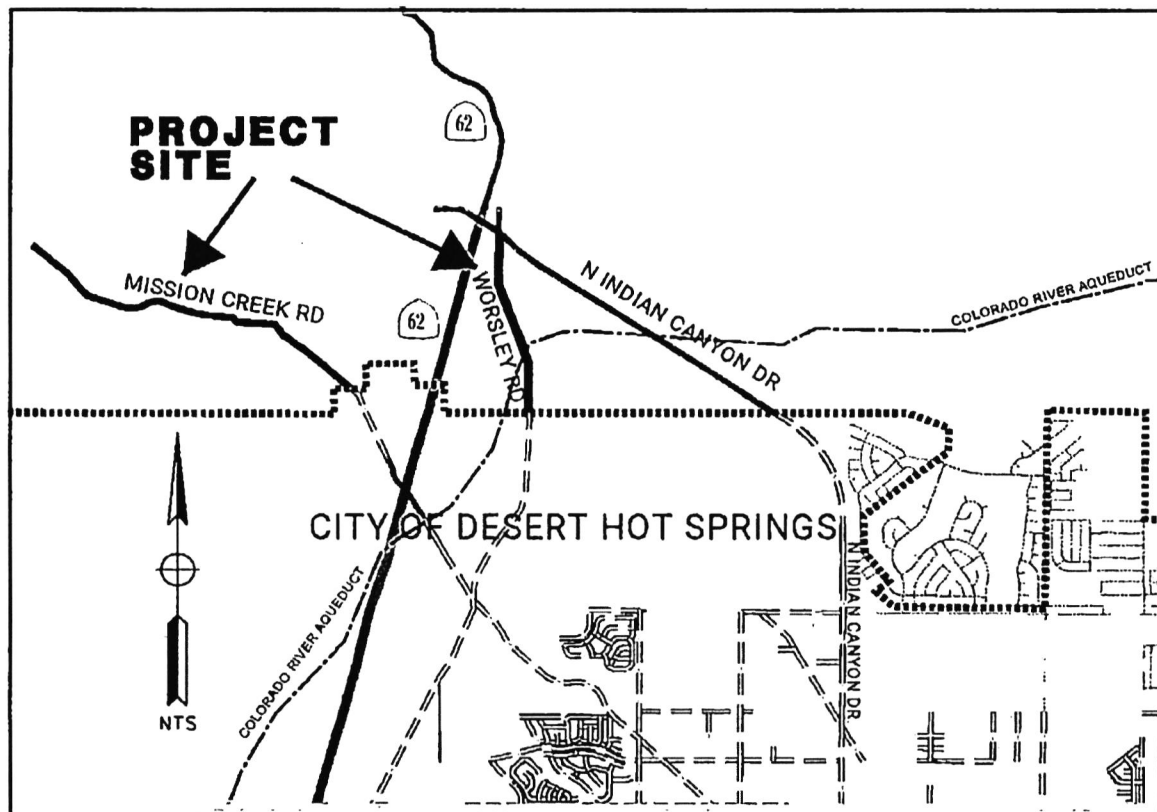 62
PROJECT
SITE
N INDIAN CANYON DR
COLORADO RIVER AQUEDUCT
MISSION CREEK RD
62
WORSLEY RD
CITY OF DESERT HOT SPRINGS
N INDIAN CANYON DR
COLORADO RIVER AQUEDUCT
NTS